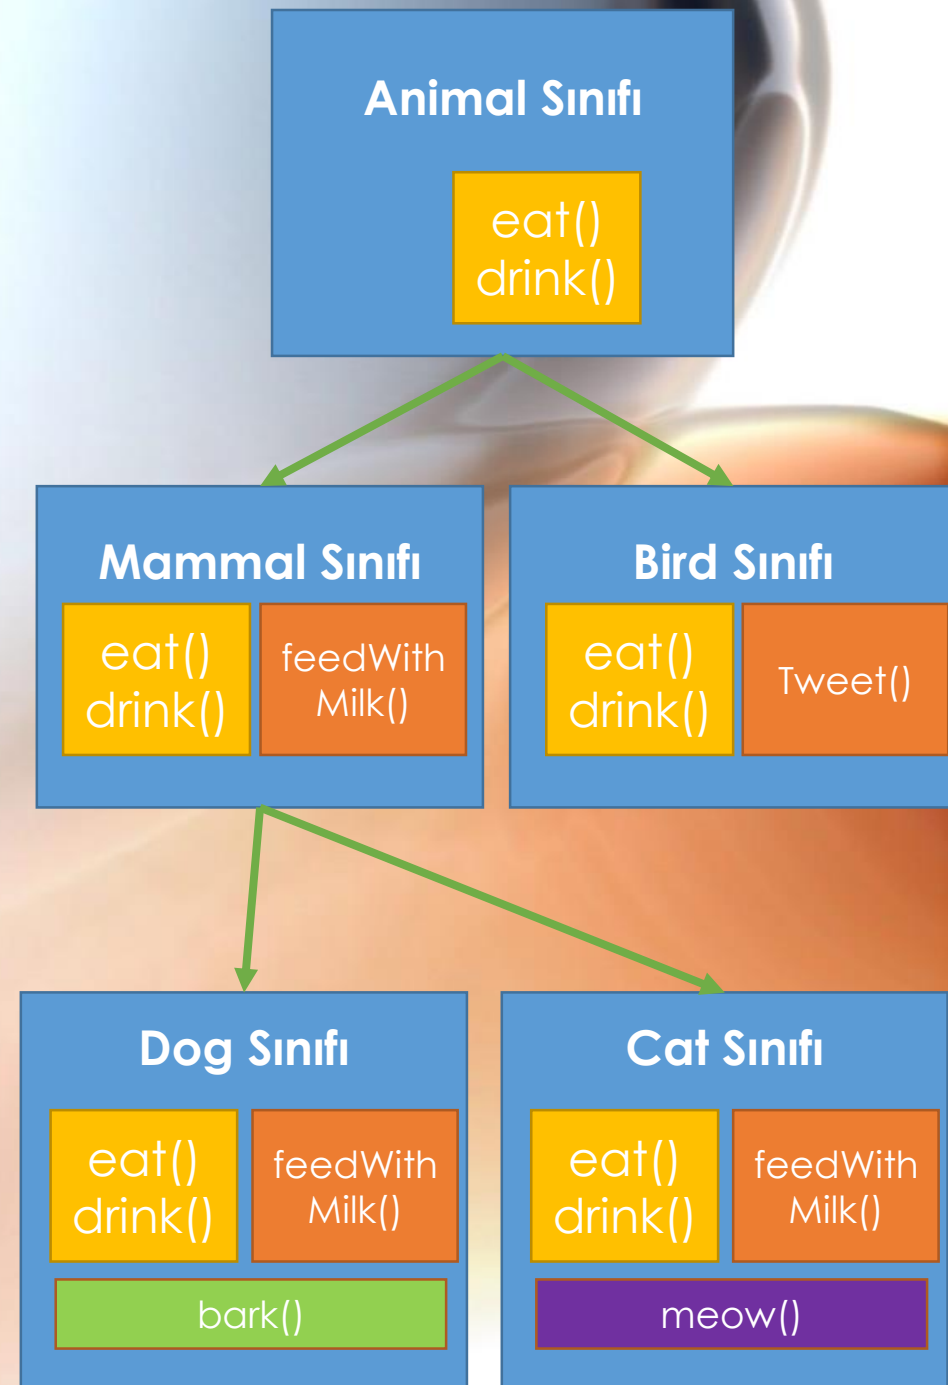 Animal Sınıfı
eat()
drink()
Mammal Sınıfı
eat()
drink()
feedWith
Milk()
Bird Sınıfı
eat()
drink()
Tweet()
Dog Sınıfı
eat()
drink()
feedWith
Milk()
bark()
Cat Sınıfı
eat()
drink()
feedWith
Milk()
meow()